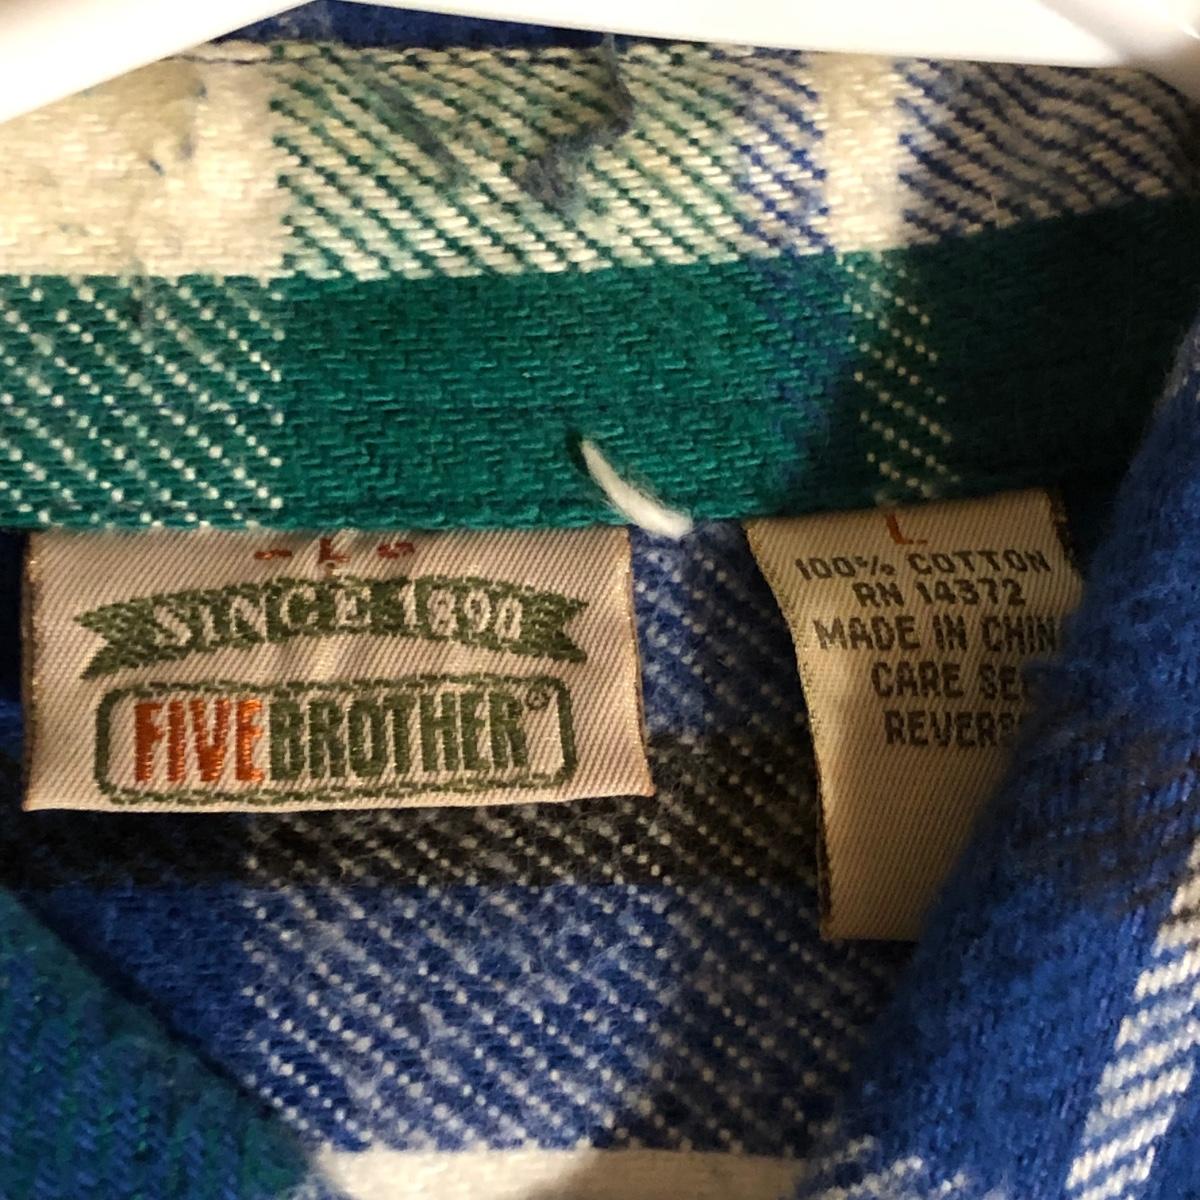 SINCE 1890
FIVE BROTHER®
L
100% COTTON
RN 14372
MADE IN CHIN
CARE SE
REVERS